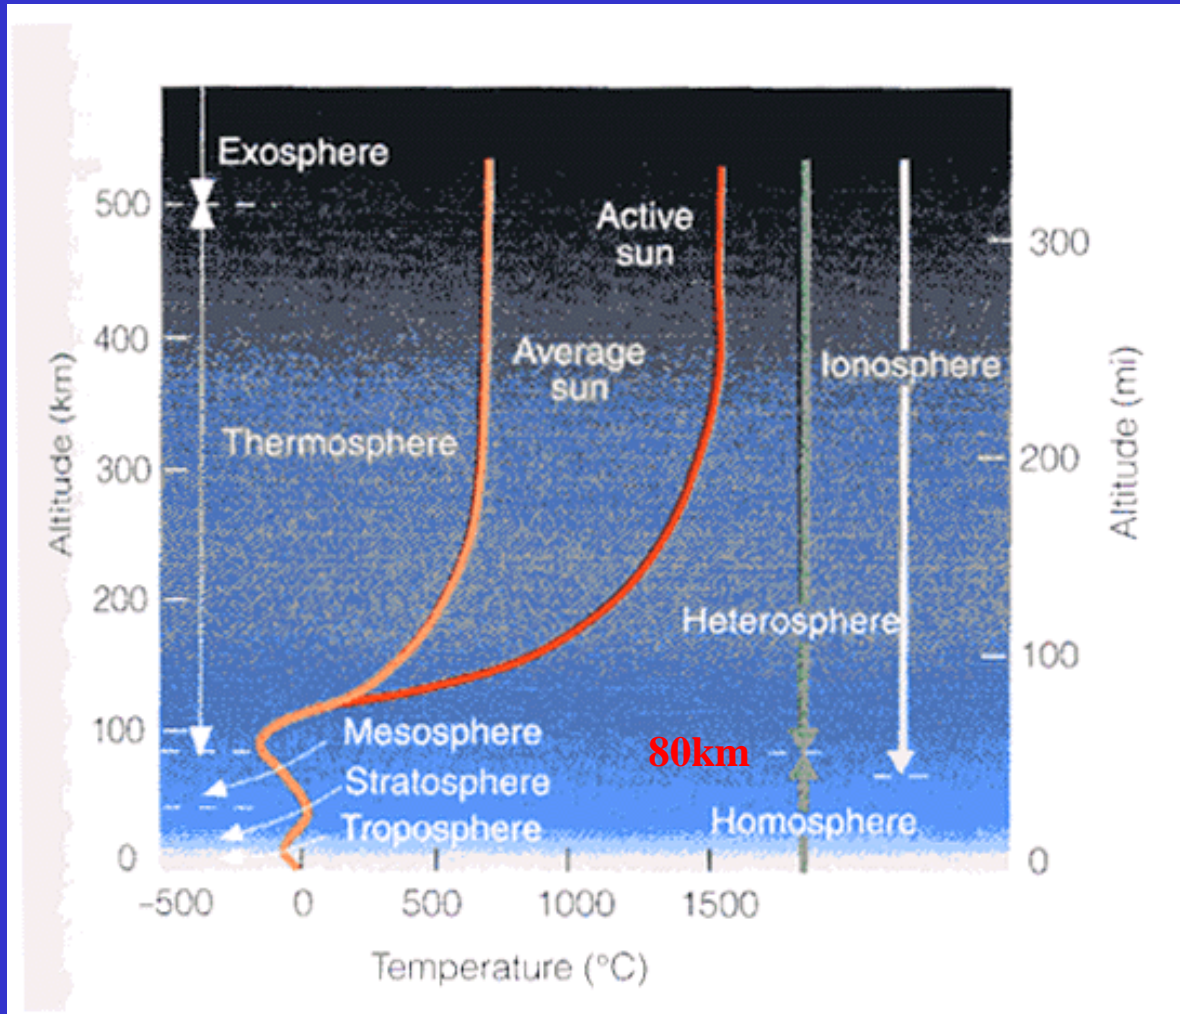 Exosphere
500
Active
sun
300
400
Average
sun
Ionosphere
Altitude (km)
Altitude (mi)
Thermosphere
300
200
200
Heterosphere
100
100
Mesosphere
80km
Stratosphere
Troposphere
Homosphere
0
0
-500
0
500
1000
1500
Temperature (°C)